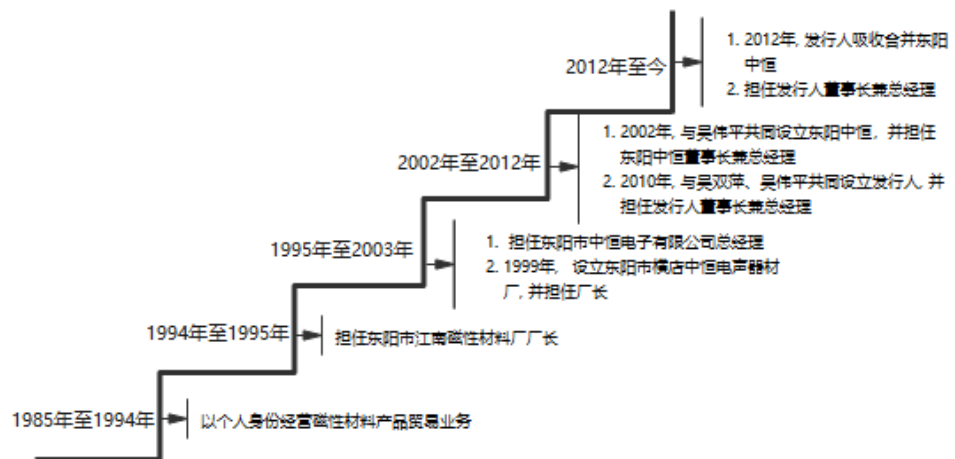 2012年至今
1. 2012年, 发行人吸收合并东阳
中恒
2. 担任发行人董事长兼总经理
2002年至2012年
1. 2002年, 与吴伟平共同设立东阳中恒，并担任
东阳中恒董事长兼总经理
2. 2010年, 与吴双萍、吴伟平共同设立发行人, 并
担任发行人董事长兼总经理
1995年至2003年
1. 担任东阳市中恒电子有限公司总经理
2. 1999年， 设立东阳市横店中恒电声器材
厂, 并担任厂长
1994年至1995年
担任东阳市江南磁性材料厂厂长
1985年至1994年
以个人身份经营磁性材料产品贸易业务